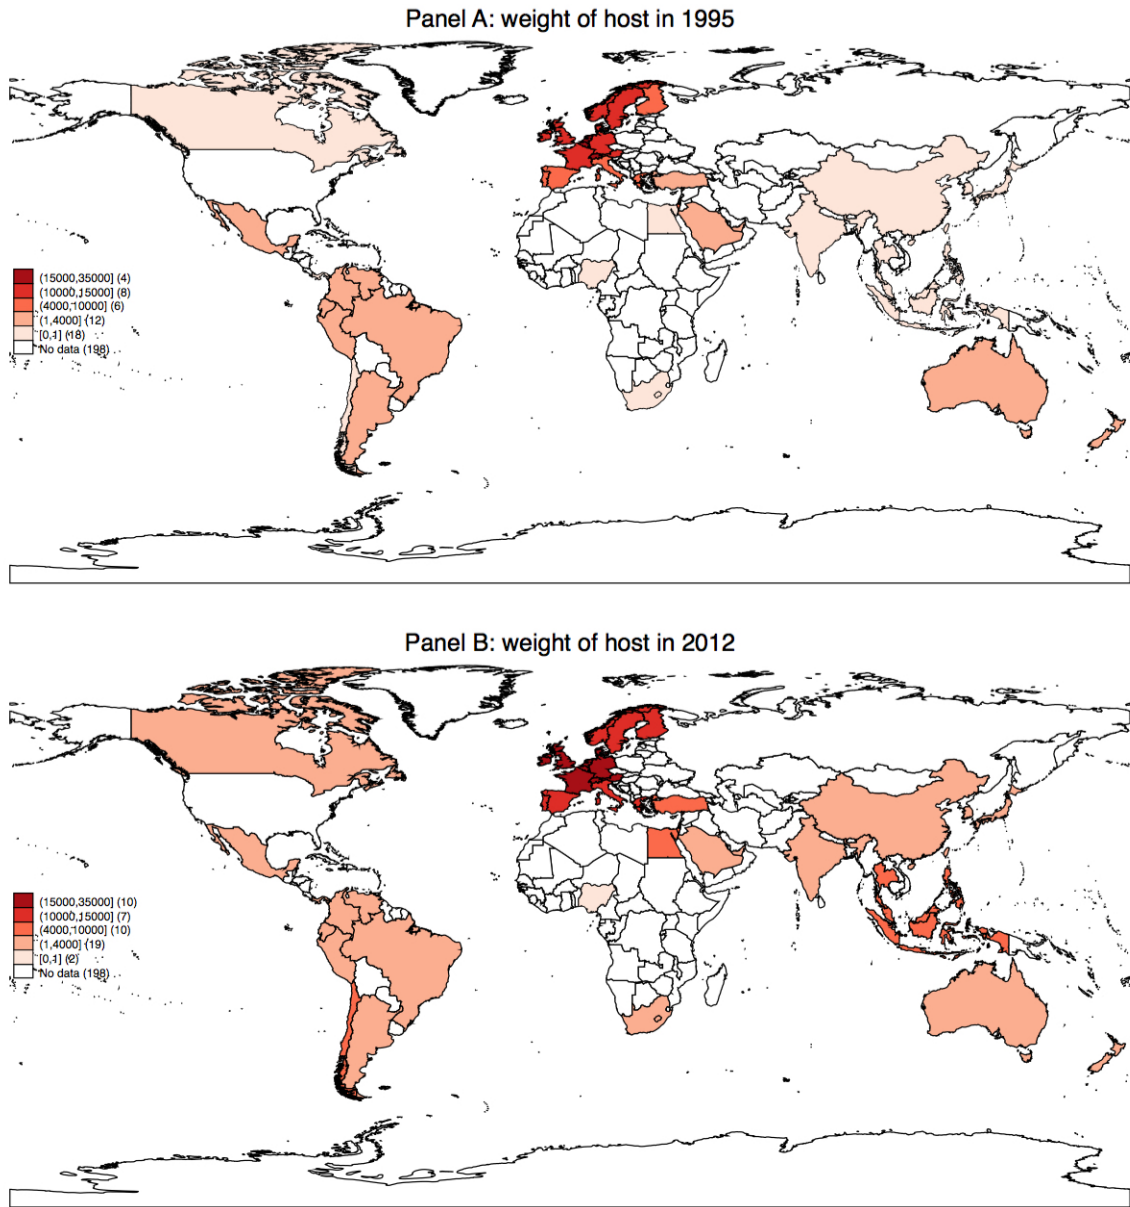 Panel A: weight of host in 1995
(15000,35000] (4)
(10000,15000] (8)
(4000,10000] (6)
(1,4000] (12)
[0,1] (18)
No data (198)
Panel B: weight of host in 2012
(15000,35000] (10)
(10000,15000] (7)
(4000,10000] (10)
(1,4000] (19)
[0,1] (2)
No data (198)